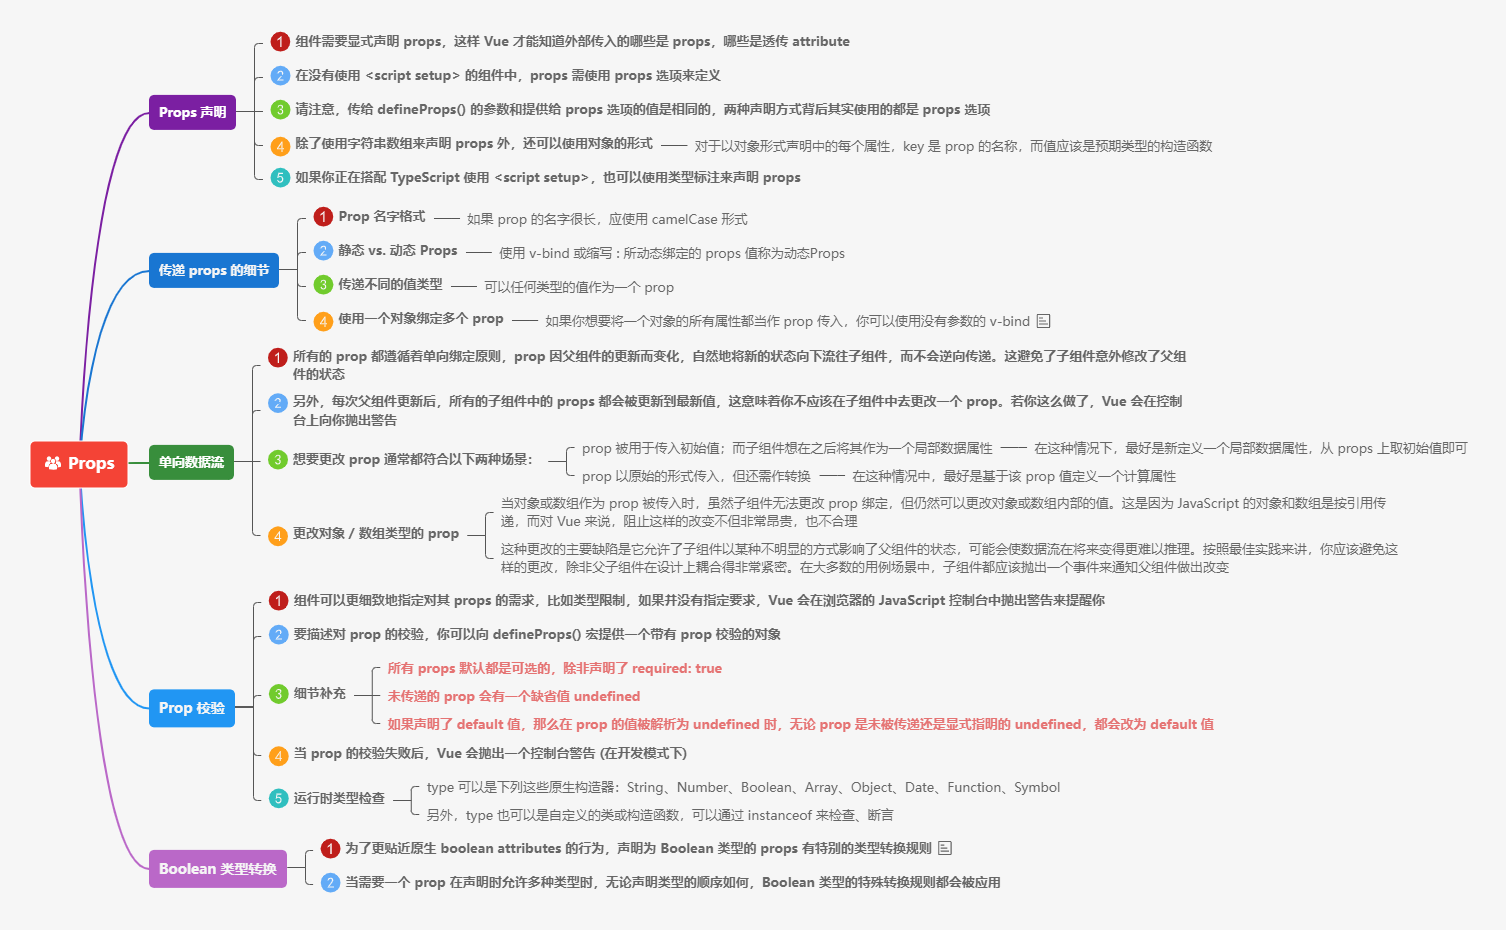 Props
Props 声明
1 组件需要显式声明 props，这样 Vue 才能知道外部传入的哪些是 props，哪些是透传 attribute
2 在没有使用 <script setup> 的组件中，props 需使用 props 选项来定义
3 请注意，传给 defineProps() 的参数和提供给 props 选项的值是相同的，两种声明方式背后其实使用的都是 props 选项
4 除了使用字符串数组来声明 props 外，还可以使用对象的形式
对于以对象形式声明中的每个属性，key 是 prop 的名称，而值应该是预期类型的构造函数
5 如果你正在搭配 TypeScript 使用 <script setup>，也可以使用类型标注来声明 props
传递 props 的细节
1 Prop 名字格式
如果 prop 的名字很长，应使用 camelCase 形式
2 静态 vs. 动态 Props
使用 v-bind 或缩写 : 所动态绑定的 props 值称为动态Props
3 传递不同的值类型
可以任何类型的值作为一个 prop
4 使用一个对象绑定多个 prop
如果你想要将一个对象的所有属性都当作 prop 传入，你可以使用没有参数的 v-bind
单向数据流
1 所有的 prop 都遵循着单向绑定原则，prop 因父组件的更新而变化，自然地将新的状态向下流往子组件，而不会逆向传递。这避免了子组件意外修改了父组
件的状态
2 另外，每次父组件更新后，所有的子组件中的 props 都会被更新到最新值，这意味着你不应该在子组件中去更改一个 prop。若你这么做了，Vue 会在控制
台上向你抛出警告
3 想要更改 prop 通常都符合以下两种场景：
prop 被用于传入初始值；而子组件想在之后将其作为一个局部数据属性
在这种情况下，最好是新定义一个局部数据属性，从 props 上取初始值即可
prop 以原始的形式传入，但还需作转换
在这种情况中，最好是基于该 prop 值定义一个计算属性
4 更改对象 / 数组类型的 prop
当对象或数组作为 prop 被传入时，虽然子组件无法更改 prop 绑定，但仍然可以更改对象或数组内部的值。这是因为 JavaScript 的对象和数组是按引用传
递，而对 Vue 来说，阻止这样的改变不但非常昂贵，也不合理
这种更改的主要缺陷是它允许了子组件以某种不明显的方式影响了父组件的状态，可能会使数据流在将来变得更难以推理。按照最佳实践来讲，你应该避免这
样的更改，除非父子组件在设计上耦合得非常紧密。在大多数的用例场景中，子组件都应该抛出一个事件来通知父组件做出改变
Prop 校验
1 组件可以更细致地指定对其 props 的需求，比如类型限制，如果并没有指定要求，Vue 会在浏览器的 JavaScript 控制台中抛出警告来提醒你
2 要描述对 prop 的校验，你可以向 defineProps() 宏提供一个带有 prop 校验的对象
3 细节补充
所有 props 默认都是可选的，除非声明了 required: true
未传递的 prop 会有一个缺省值 undefined
如果声明了 default 值，那么在 prop 的值被解析为 undefined 时，无论 prop 是未被传递还是显式指明的 undefined，都会改为 default 值
4 当 prop 的校验失败后，Vue 会抛出一个控制台警告 (在开发模式下)
5 运行时类型检查
type 可以是下列这些原生构造器：String、Number、Boolean、Array、Object、Date、Function、Symbol
另外，type 也可以是自定义的类或构造函数，可以通过 instanceof 来检查、断言
Boolean 类型转换
1 为了更贴近原生 boolean attributes 的行为，声明为 Boolean 类型的 props 有特别的类型转换规则
2 当需要一个 prop 在声明时允许多种类型时，无论声明类型的顺序如何，Boolean 类型的特殊转换规则都会被应用